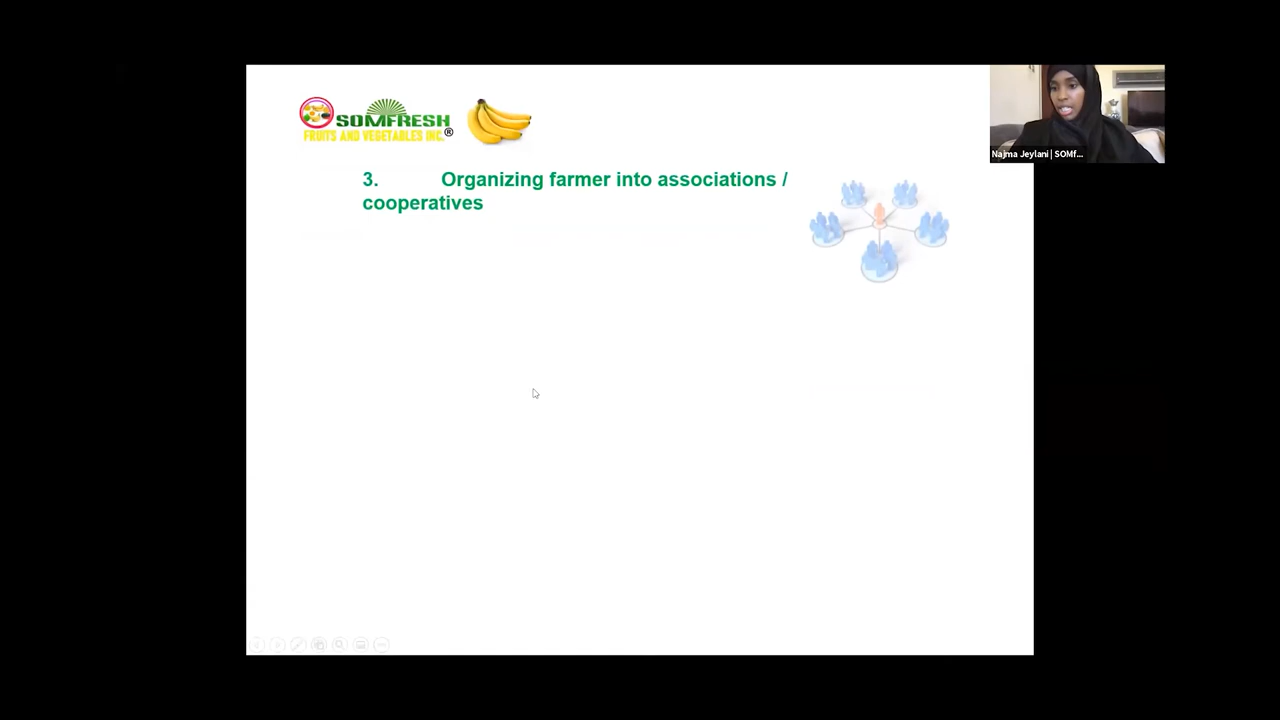 SOMFRESH
FRUITS AND VEGETABLES INC.®
Najma Jeylani | SOMf...
3. Organizing farmer into associations /
cooperatives